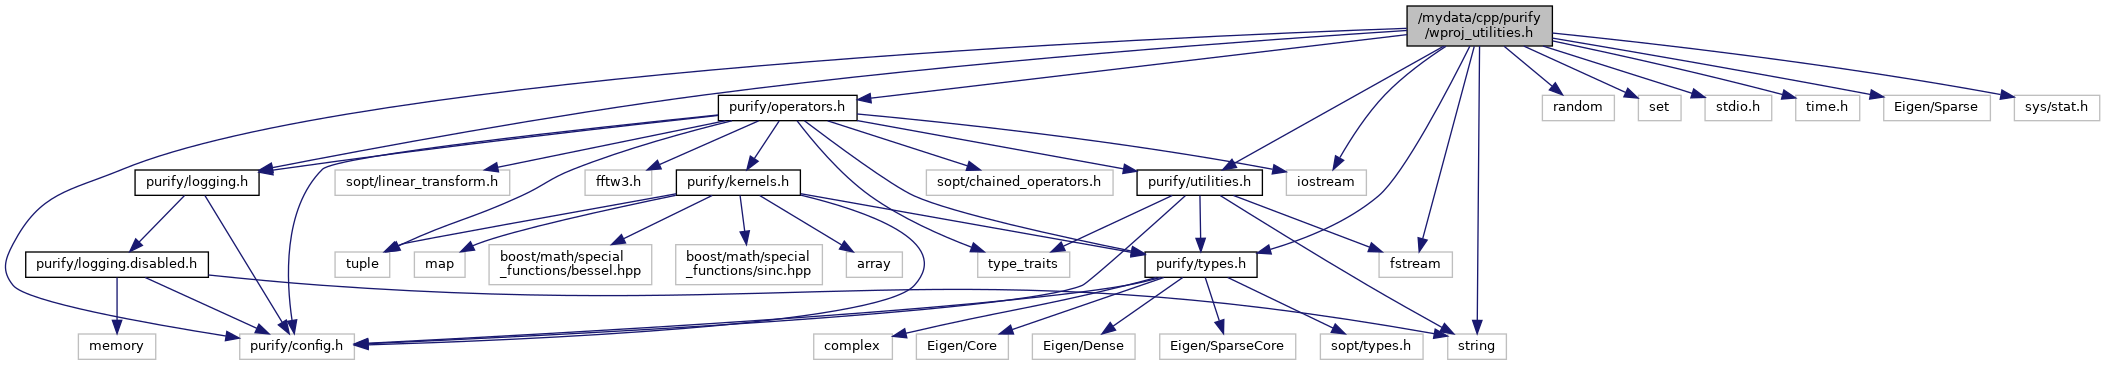 /mydata/cpp/purify
/wproj_utilities.h
purify/operators.h
random
set
stdio.h
time.h
Eigen/Sparse
sys/stat.h
purify/logging.h
sopt/linear_transform.h
fftw3.h
purify/kernels.h
sopt/chained_operators.h
purify/utilities.h
iostream
purify/logging.disabled.h
tuple
map
boost/math/special
_functions/bessel.hpp
boost/math/special
_functions/sinc.hpp
array
type_traits
purify/types.h
fstream
memory
purify/config.h
complex
Eigen/Core
Eigen/Dense
Eigen/SparseCore
sopt/types.h
string